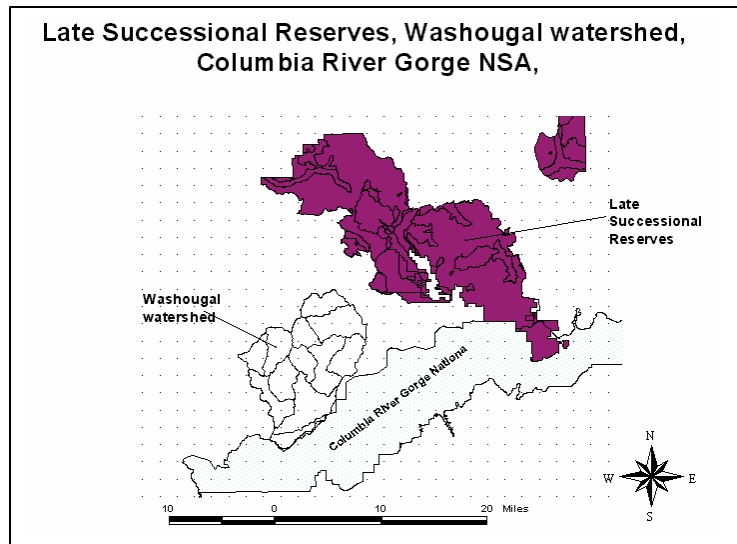 Late Successional Reserves, Washougal watershed,
Columbia River Gorge NSA,
Late
Successional
Reserves
Washougal
watershed
Columbia River Gorge Nationa
N
W
E
S
10
0
10
20
Miles